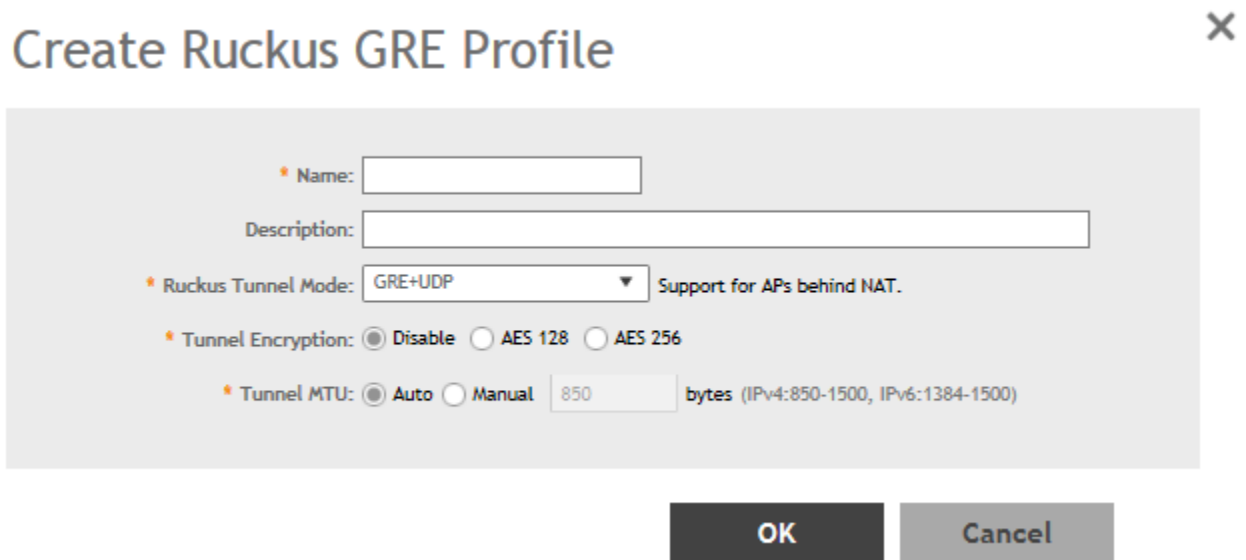 Create Ruckus GRE Profile
* Name:
Description:
* Ruckus Tunnel Mode: GRE+UDP Support for APs behind NAT.
* Tunnel Encryption: Disable AES 128 AES 256
* Tunnel MTU: Auto Manual 850 bytes (IPv4:850-1500, IPv6:1384-1500)
OK Cancel